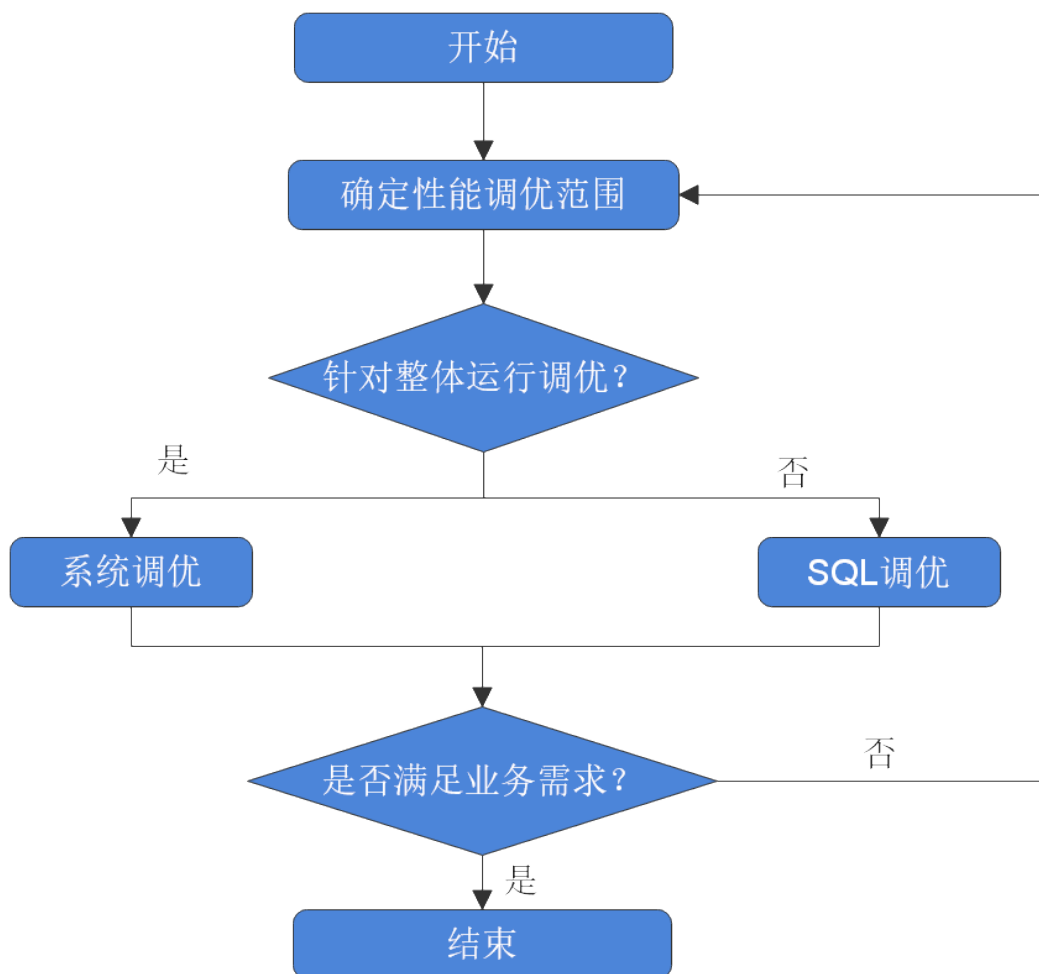 开始
确定性能调优范围
针对整体运行调优？
是
否
系统调优
SQL调优
是否满足业务需求？
否
是
结束